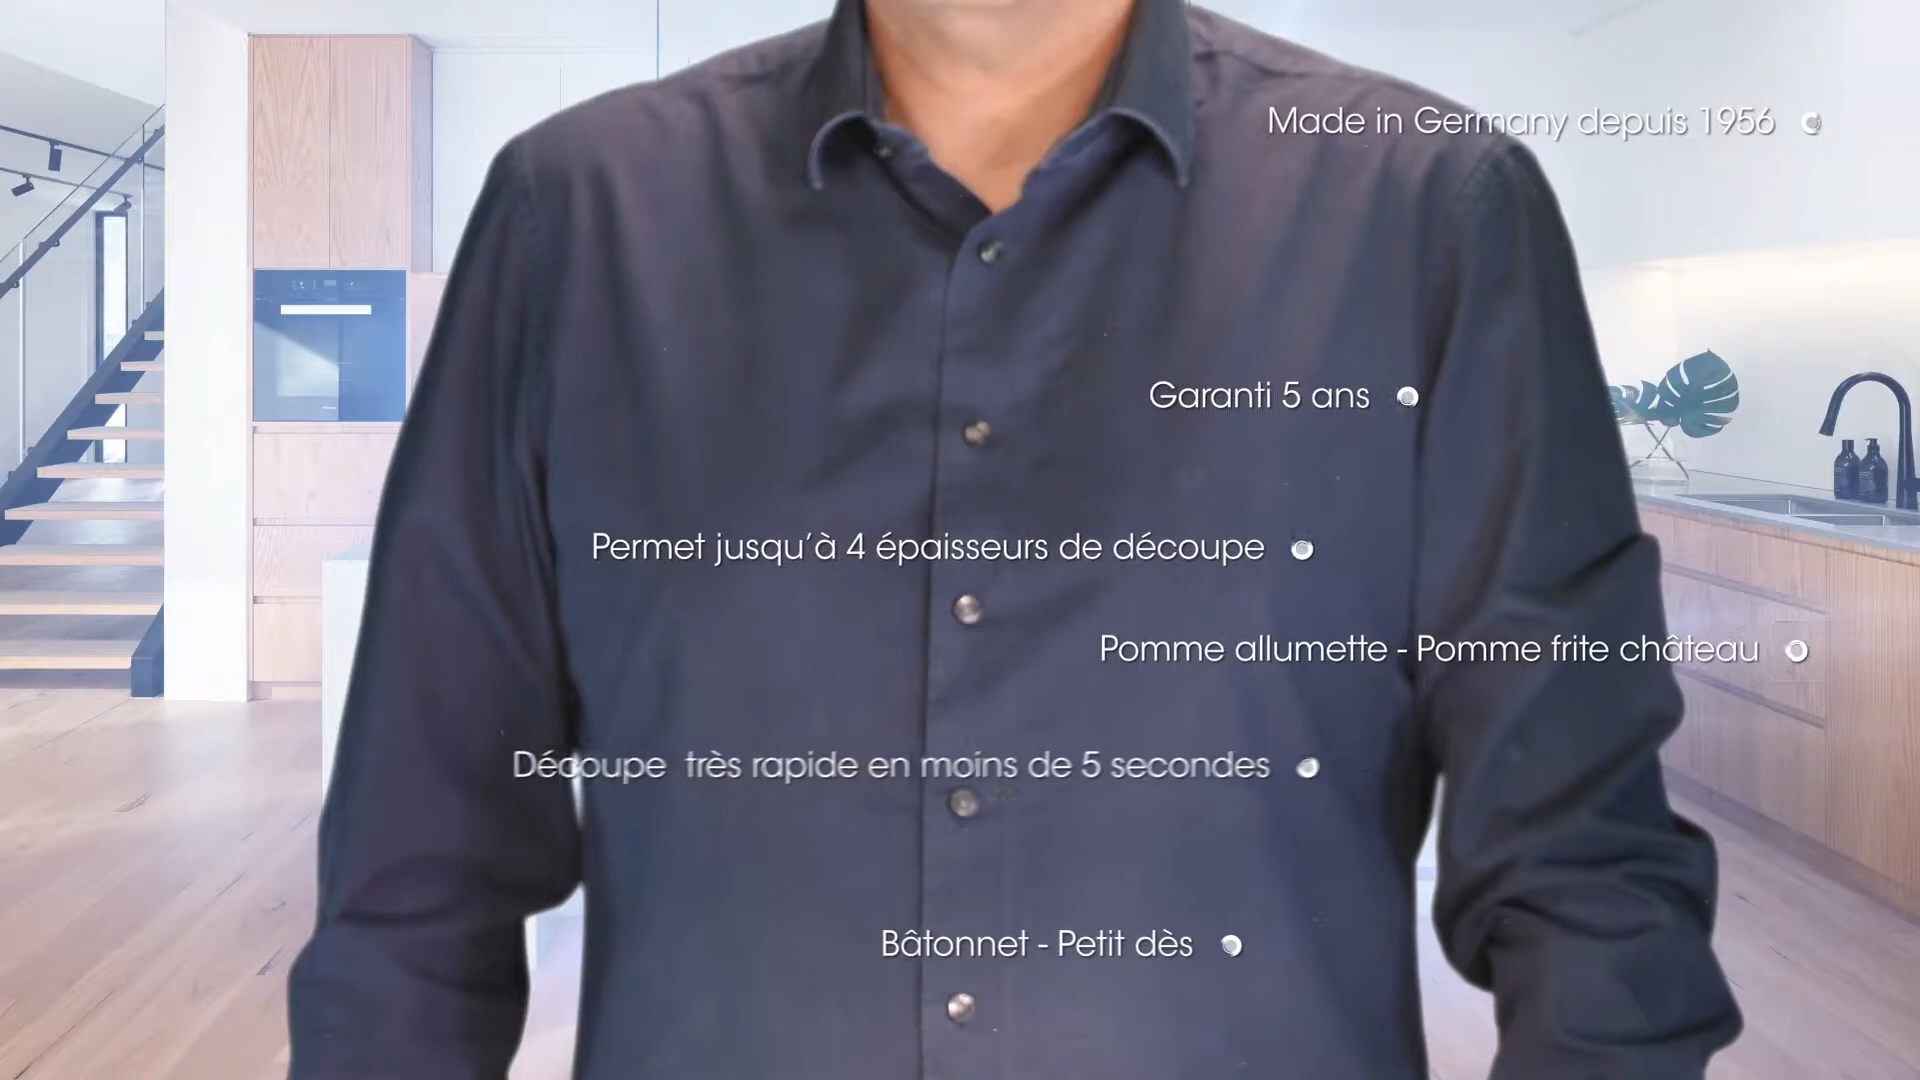 Made in Germany depuis 1956
Garanti 5 ans
Permet jusqu'à 4 épaisseurs de découpe
Pomme allumette - Pomme frite château
Découpe très rapide en moins de 5 secondes
Bâtonnet - Petit dès